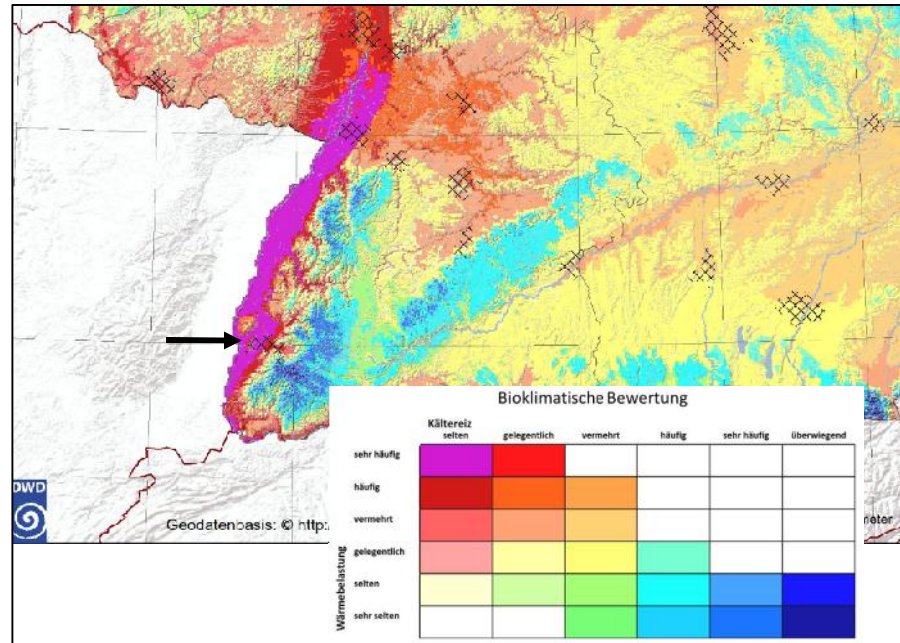 Bioklimatische Bewertung
Kältereiz
selten gelegentlich vermehrt häufig sehr häufig überwiegend
sehr häufig
häufig
vermehrt
gelegentlich
selten
sehr selten
Wärmebelastung
DWD
Geodatenbasis: © http:/
meter